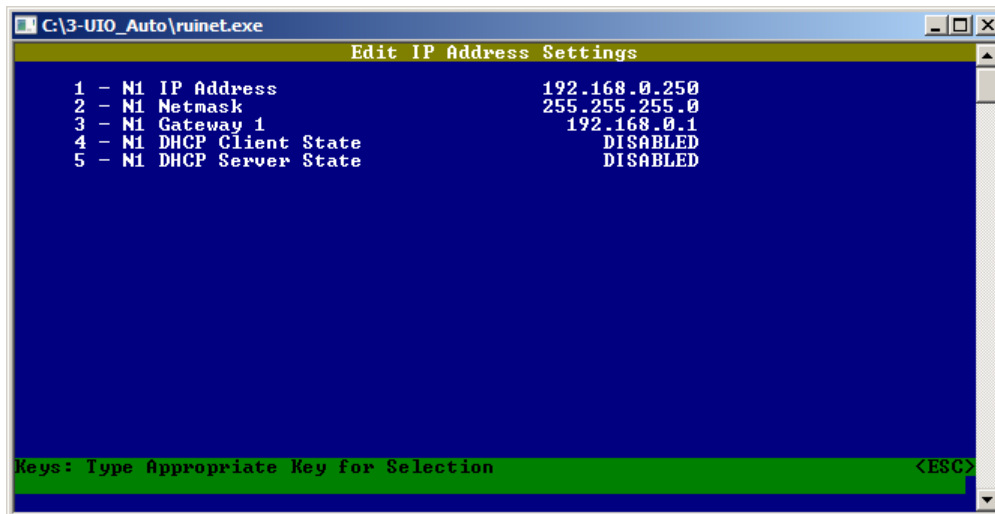 C:\3-UIO_Auto\ruinet.exe
Edit IP Address Settings
1 - N1 IP Address 192.168.0.250
2 - N1 Netmask 255.255.255.0
3 - N1 Gateway 1 192.168.0.1
4 - N1 DHCP Client State DISABLED
5 - N1 DHCP Server State DISABLED
Keys: Type Appropriate Key for Selection <ESC>